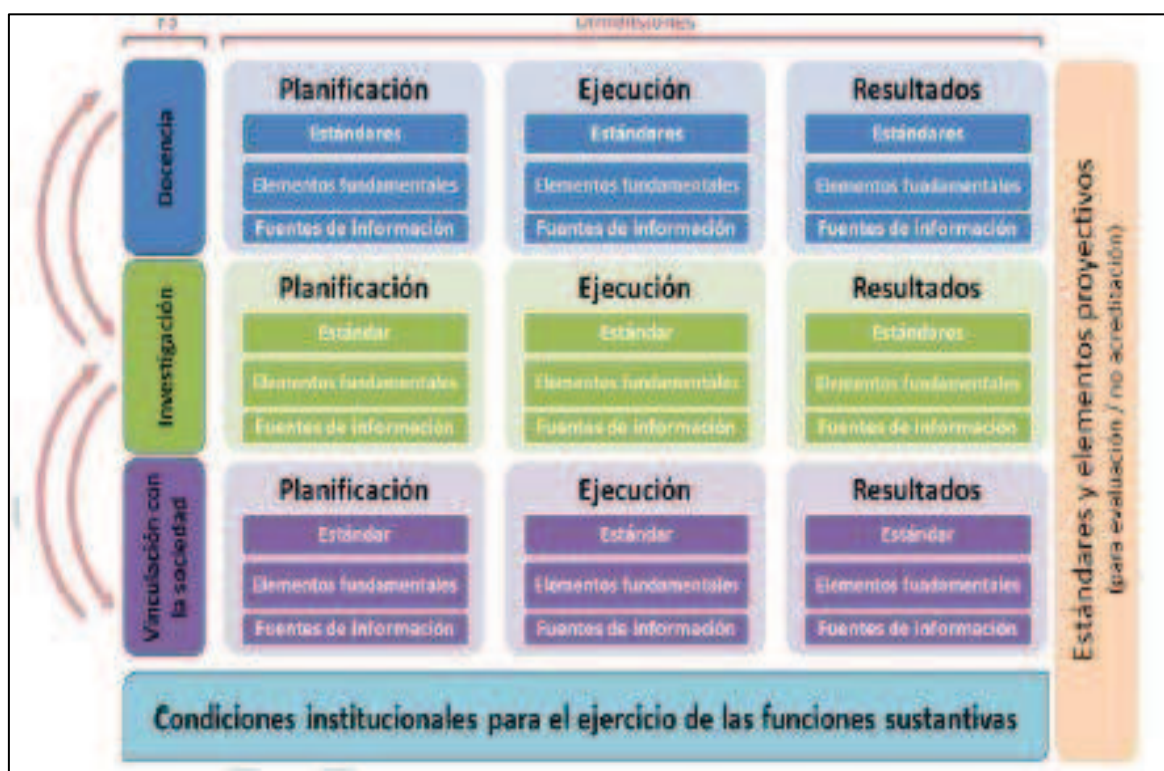 FS
Dimensiones
Docencia
Planificación
Estándares
Elementos fundamentales
Fuentes de información
Ejecución
Estándares
Elementos fundamentales
Fuentes de información
Resultados
Estándares
Elementos fundamentales
Fuentes de información
Investigación
Planificación
Estándar
Elementos fundamentales
Fuentes de información
Ejecución
Estándar
Elementos fundamentales
Fuentes de información
Resultados
Estándares
Elementos fundamentales
Fuentes de información
Vinculación con
la sociedad
Planificación
Estándar
Elementos fundamentales
Fuentes de información
Ejecución
Estándar
Elementos fundamentales
Fuentes de información
Resultados
Estándar
Elementos fundamentales
Fuentes de información
Condiciones institucionales para el ejercicio de las funciones sustantivas
Estándares y elementos proyectivos
(para evaluación / no acreditación)